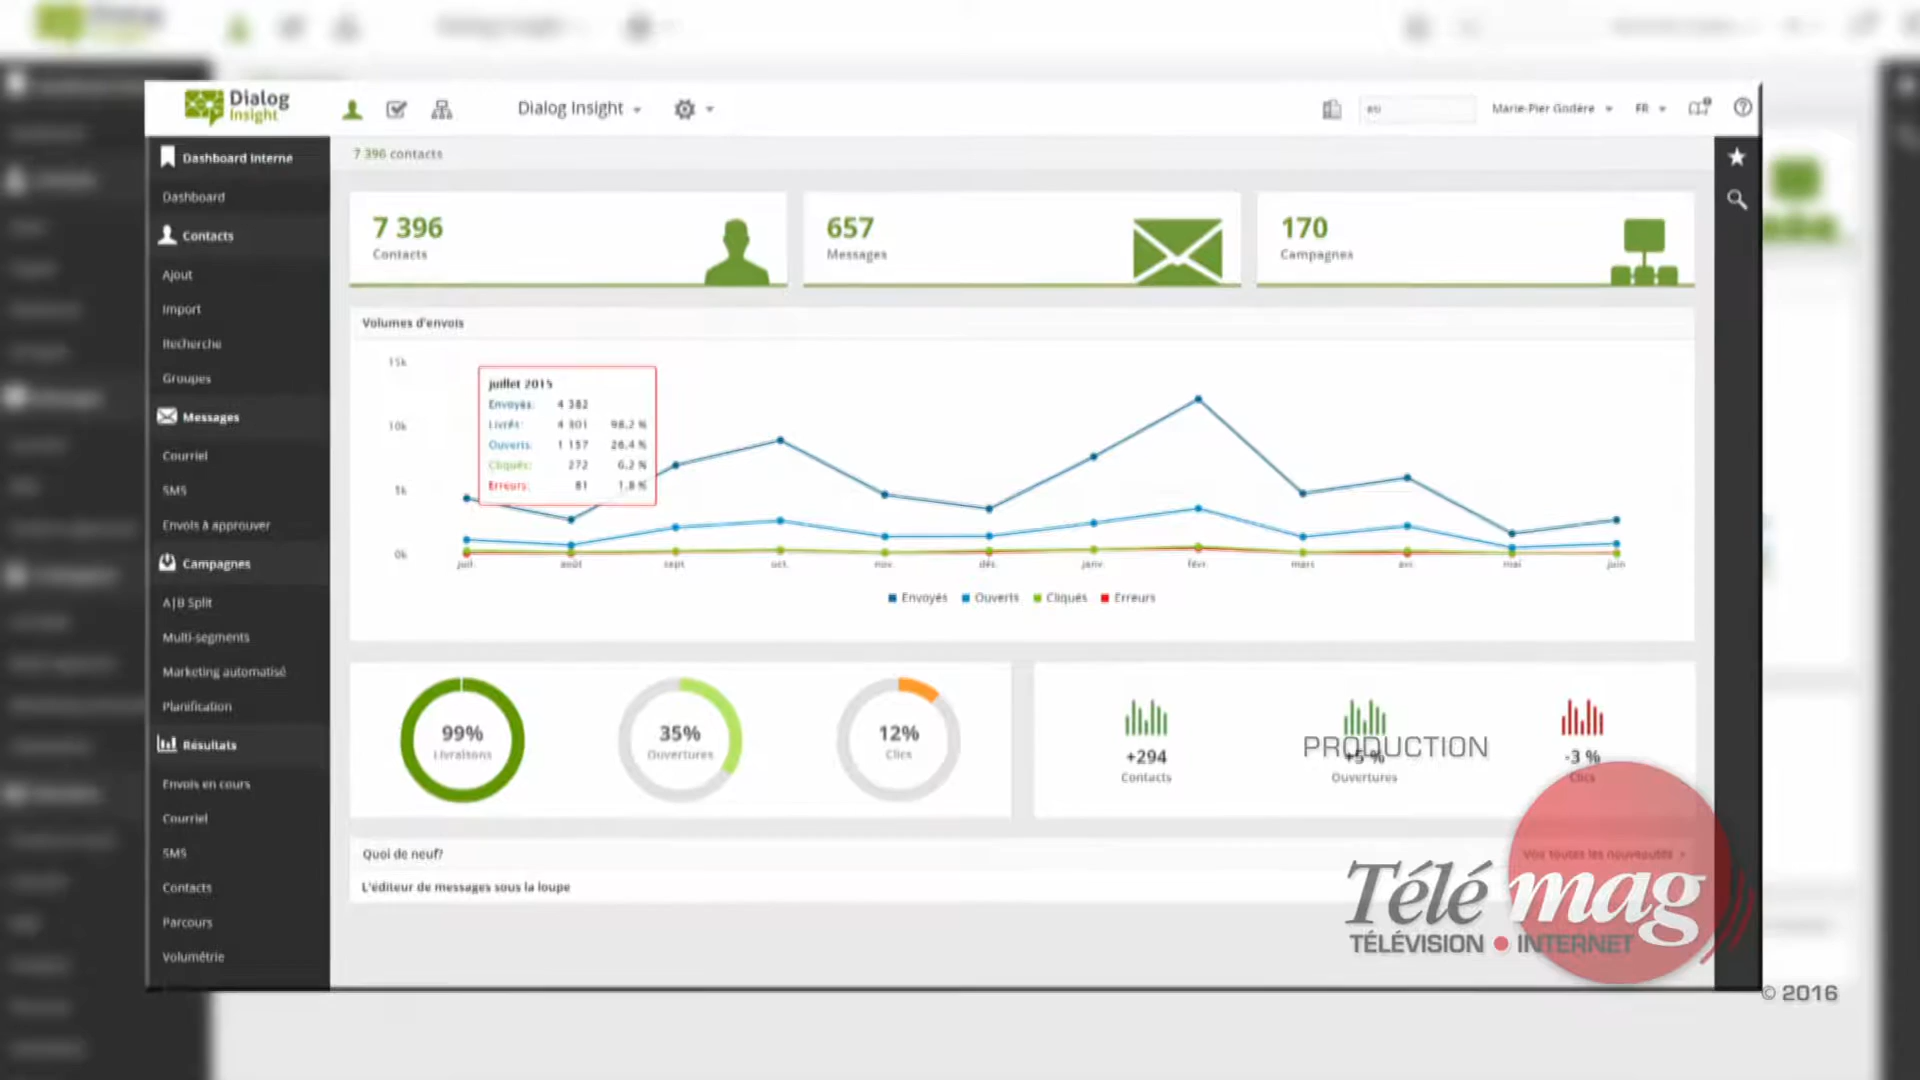 Dialog
Insight
Dialog Insight
Marie-Pier Godère
FR
Dashboard Interne
Dashboard
Contacts
Ajout
Import
Recherche
Groupes
Messages
Courriel
SMS
Envois à approuver
Campagnes
A|B Split
Multi-segments
Marketing automatisé
Planification
Résultats
Envois en cours
Courriel
SMS
Contacts
Parcours
Volumétrie
7 396 contacts
7 396
Contacts
657
Messages
170
Campagnes
Volumes d'envois
15k
10k
5k
0k
juillet 2015
Envoyés: 4 382
Livrés: 4 301 98.2 %
Ouverts: 1 157 26.4 %
Cliqués: 272 6.2 %
Erreurs: 81 1.8 %
juil. août sept. oct. nov. déc. janv. févr. mars avr. mai juin
Envoyés Ouverts Cliqués Erreurs
99%
Livraisons
35%
Ouvertures
12%
Clics
+294
Contacts
+5 %
Ouvertures
-3 %
Clics
Quoi de neuf?
Voir toutes les nouveautés >
L'éditeur de messages sous la loupe
PRODUCTION
Télé mag
TÉLÉVISION • INTERNET
© 2016